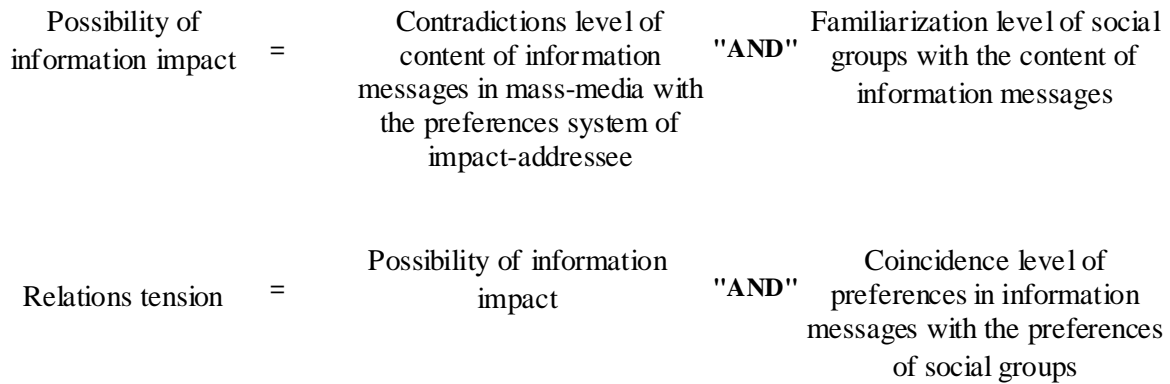 Possibility of
information impact
=
Contradictions level of
content of information
messages in mass-media with
the preferences system of
impact-addressee
"AND"
Familiarization level of social
groups with the content of
information messages
Relations tension
=
Possibility of information
impact
"AND"
Coincidence level of
preferences in information
messages with the preferences
of social groups